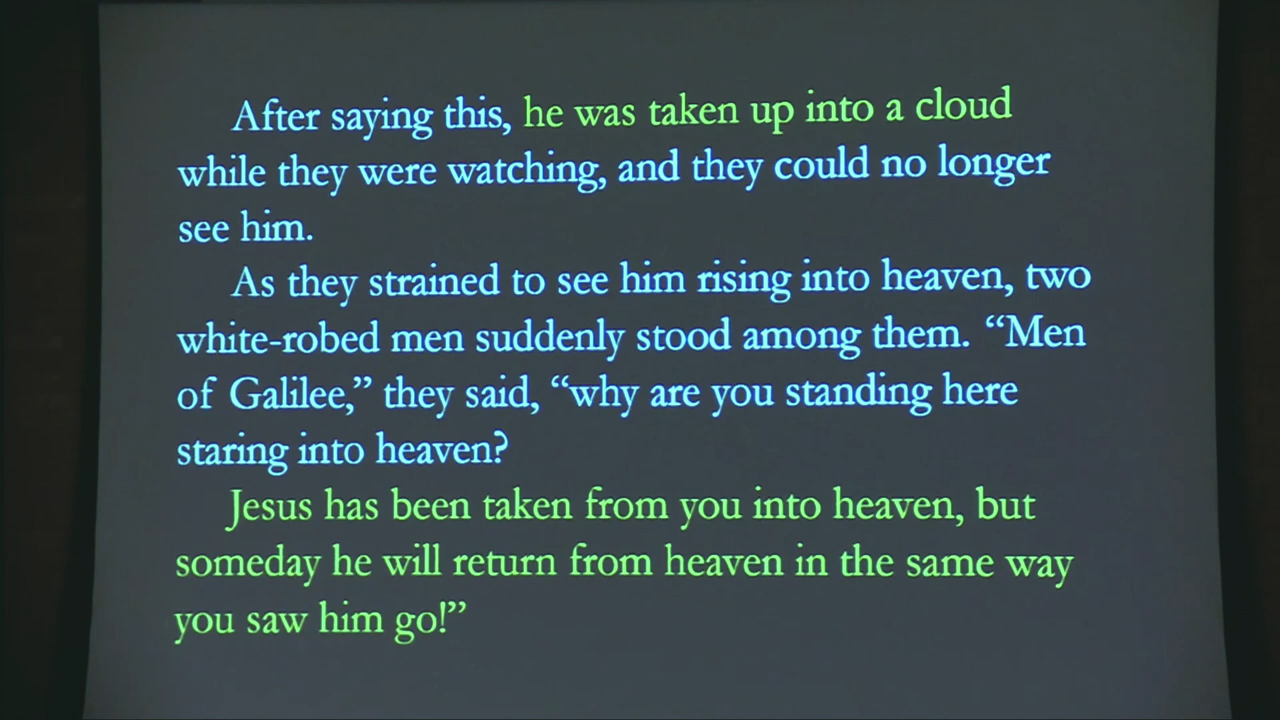 After saying this, he was taken up into a cloud
while they were watching, and they could no longer
see him.
As they strained to see him rising into heaven, two
white-robed men suddenly stood among them. “Men
of Galilee,” they said, “why are you standing here
staring into heaven?
Jesus has been taken from you into heaven, but
someday he will return from heaven in the same way
you saw him go!”